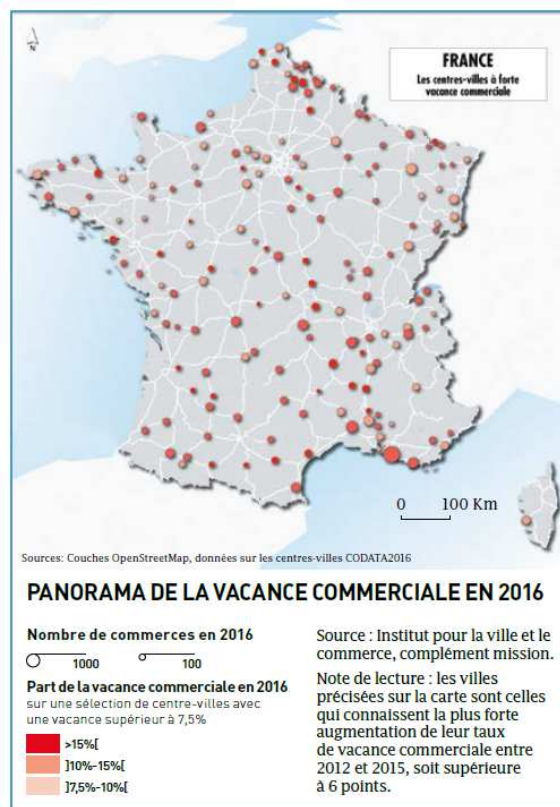 N
FRANCE
Les centres-villes à forte
vacance commerciale
0 100 Km
Sources: Couches OpenStreetMap, données sur les centres-villes CODATA2016
PANORAMA DE LA VACANCE COMMERCIALE EN 2016
Nombre de commerces en 2016
1000 100
Part de la vacance commerciale en 2016
sur une sélection de centre-villes avec
une vacance supérieur à 7,5%
>15%[
]10%-15%[
]7,5%-10%[
Source : Institut pour la ville et le
commerce, complément mission.
Note de lecture : les villes
précisées sur la carte sont celles
qui connaissent la plus forte
augmentation de leur taux
de vacance commerciale entre
2012 et 2015, soit supérieure
à 6 points.